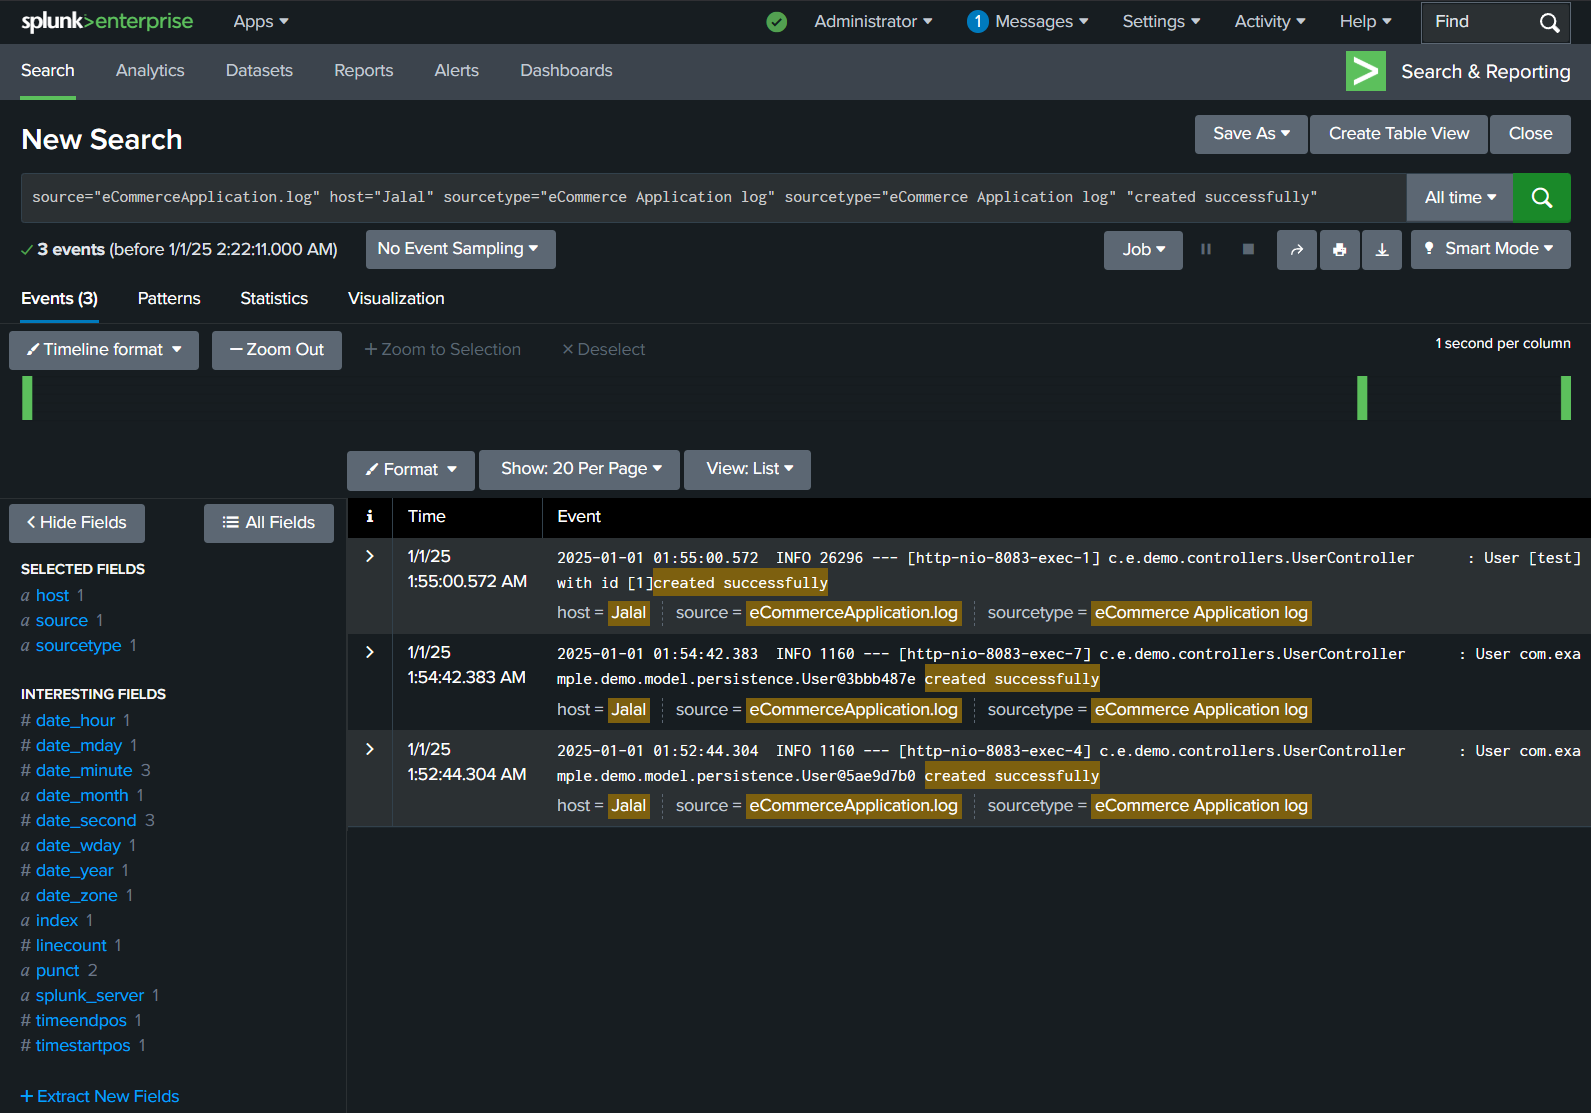 splunk>enterprise Apps Administrator 1 Messages Settings Activity Help Find
Search Analytics Datasets Reports Alerts Dashboards Search & Reporting
New Search Save As Create Table View Close
source="eCommerceApplication.log" host="Jalal" sourcetype="eCommerce Application log" sourcetype="eCommerce Application log" "created successfully" All time
3 events (before 1/1/25 2:22:11.000 AM) No Event Sampling Job Smart Mode
Events (3) Patterns Statistics Visualization
Timeline format — Zoom Out + Zoom to Selection × Deselect 1 second per column
Format Show: 20 Per Page View: List
< Hide Fields All Fields
SELECTED FIELDS
a host 1
a source 1
a sourcetype 1
INTERESTING FIELDS
# date_hour 1
# date_mday 1
# date_minute 3
a date_month 1
# date_second 3
a date_wday 1
# date_year 1
a date_zone 1
a index 1
# linecount 1
a punct 2
a splunk_server 1
# timeendpos 1
# timestartpos 1
+ Extract New Fields
i Time Event
> 1/1/25 2025-01-01 01:55:00.572 INFO 26296 --- [http-nio-8083-exec-1] c.e.demo.controllers.UserController : User [test]
1:55:00.572 AM with id [1]created successfully
host = Jalal source = eCommerceApplication.log sourcetype = eCommerce Application log
> 1/1/25 2025-01-01 01:54:42.383 INFO 1160 --- [http-nio-8083-exec-7] c.e.demo.controllers.UserController : User com.exa
1:54:42.383 AM mple.demo.model.persistence.User@3bbb487e created successfully
host = Jalal source = eCommerceApplication.log sourcetype = eCommerce Application log
> 1/1/25 2025-01-01 01:52:44.304 INFO 1160 --- [http-nio-8083-exec-4] c.e.demo.controllers.UserController : User com.exa
1:52:44.304 AM mple.demo.model.persistence.User@5ae9d7b0 created successfully
host = Jalal source = eCommerceApplication.log sourcetype = eCommerce Application log